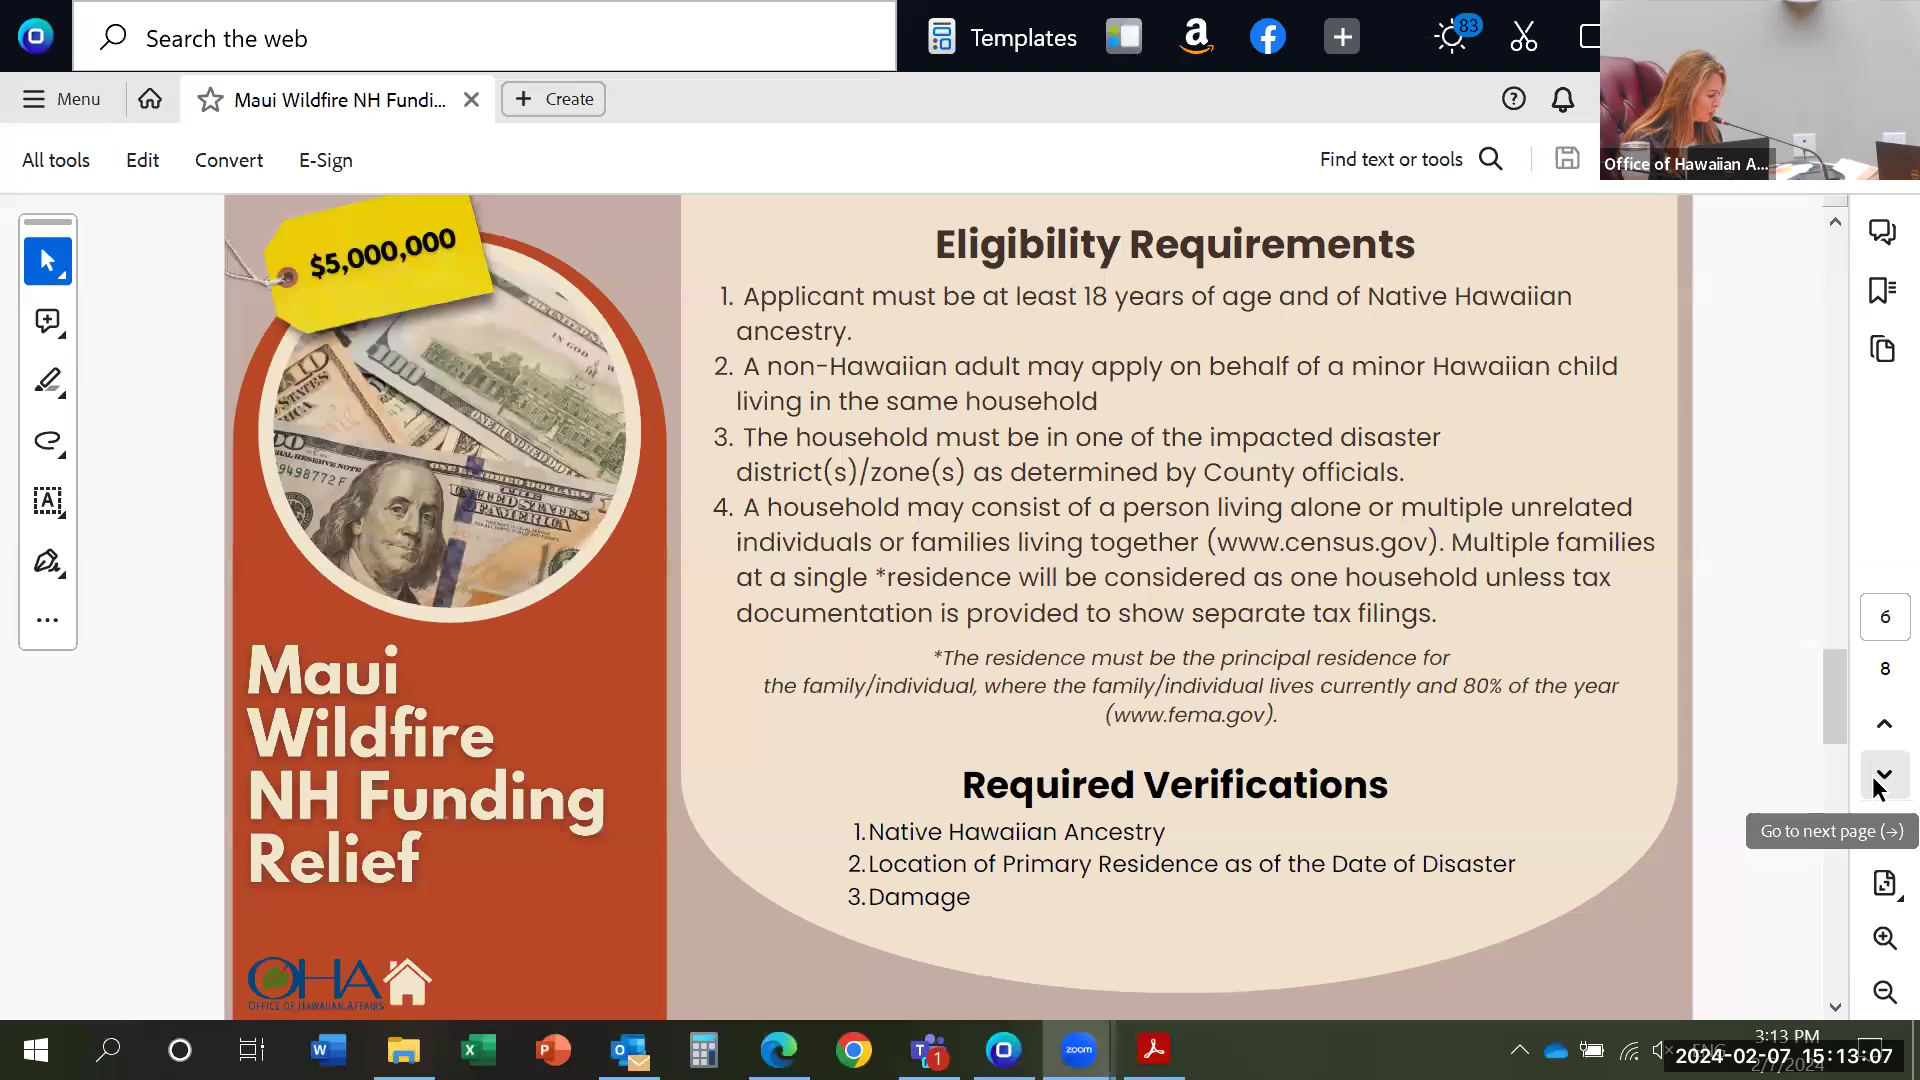 Search the web
Templates
83
Menu
Maui Wildfire NH Fundi...
Create
All tools
Edit
Convert
E-Sign
Find text or tools
Office of Hawaiian A...
$5,000,000
Eligibility Requirements
1. Applicant must be at least 18 years of age and of Native Hawaiian
ancestry.
2. A non-Hawaiian adult may apply on behalf of a minor Hawaiian child
living in the same household
3. The household must be in one of the impacted disaster
district(s)/zone(s) as determined by County officials.
4. A household may consist of a person living alone or multiple unrelated
individuals or families living together (www.census.gov). Multiple families
at a single *residence will be considered as one household unless tax
documentation is provided to show separate tax filings.
*The residence must be the principal residence for
the family/individual, where the family/individual lives currently and 80% of the year
(www.fema.gov).
Required Verifications
1.Native Hawaiian Ancestry
2.Location of Primary Residence as of the Date of Disaster
3.Damage
Maui
Wildfire
NH Funding
Relief
OHA
OFFICE OF HAWAIIAN AFFAIRS
6
8
Go to next page (→)
zoom
1
3:13 PM
2024-02-07 15:13:07
2/7/2024